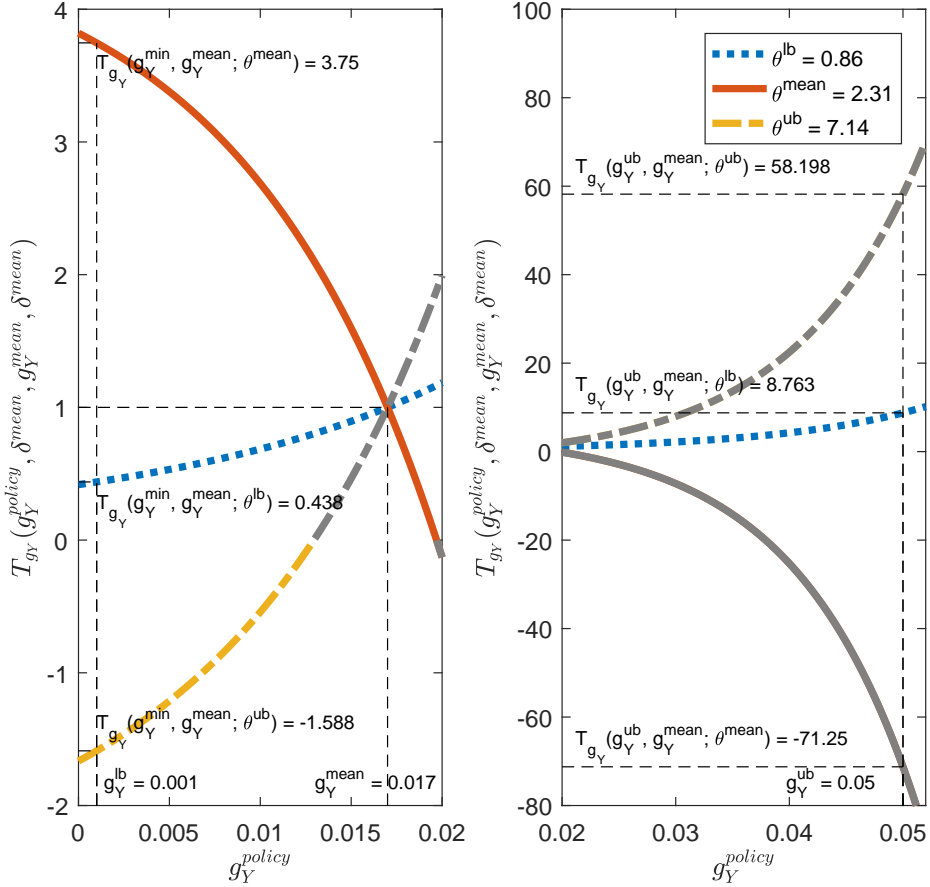 4
3
2
1
0
-1
-2
T_{g_Y}(g_Y^{policy}, δ^{mean}, g_Y^{mean}, δ^{mean})
T_{g_Y}(g_Y^{min}, g_Y^{mean}; θ^{mean}) = 3.75
T_{g_Y}(g_Y^{min}, g_Y^{mean}; θ^{lb}) = 0.438
T_{g_Y}(g_Y^{min}, g_Y^{mean}; θ^{ub}) = -1.588
g_Y^{lb} = 0.001
g_Y^{mean} = 0.017
0 0.005 0.01 0.015 0.02
g_Y^{policy}
100
80
60
40
20
0
-20
-40
-60
-80
T_{g_Y}(g_Y^{policy}, δ^{mean}, g_Y^{mean}, δ^{mean})
θ^{lb} = 0.86
θ^{mean} = 2.31
θ^{ub} = 7.14
T_{g_Y}(g_Y^{ub}, g_Y^{mean}; θ^{ub}) = 58.198
T_{g_Y}(g_Y^{ub}, g_Y^{mean}; θ^{lb}) = 8.763
T_{g_Y}(g_Y^{ub}, g_Y^{mean}; θ^{mean}) = -71.25
g_Y^{ub} = 0.05
0.02 0.03 0.04 0.05
g_Y^{policy}